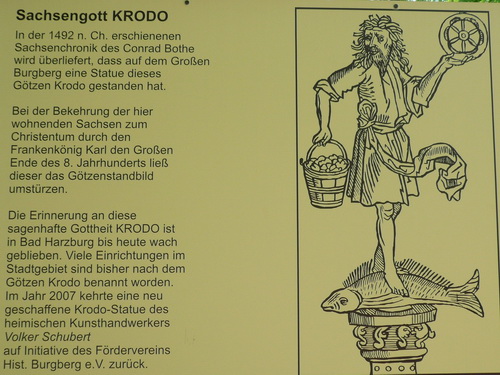 Sachsengott KRODO
In der 1492 n. Ch. erschienenen
Sachsenchronik des Conrad Bothe
wird überliefert, dass auf dem Großen
Burgberg eine Statue dieses
Götzen Krodo gestanden hat.
Bei der Bekehrung der hier
wohnenden Sachsen zum
Christentum durch den
Frankenkönig Karl den Großen
Ende des 8. Jahrhunderts ließ
dieser das Götzenstandbild
umstürzen.
Die Erinnerung an diese
sagenhafte Gottheit KRODO ist
in Bad Harzburg bis heute wach
geblieben. Viele Einrichtungen im
Stadtgebiet sind bisher nach dem
Götzen Krodo benannt worden.
Im Jahr 2007 kehrte eine neu
geschaffene Krodo-Statue des
heimischen Kunsthandwerkers
Volker Schubert
auf Initiative des Fördervereins
Hist. Burgberg e.V. zurück.